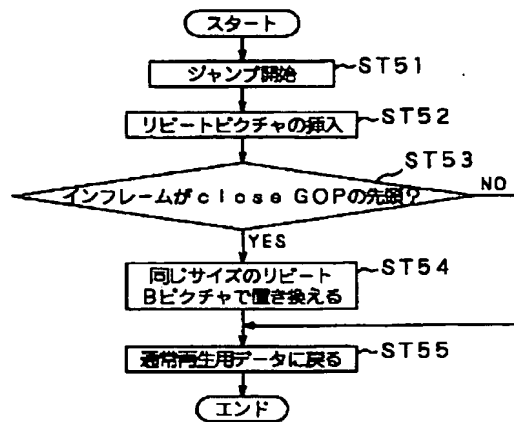 スタート
ジャンプ開始 ST51
リピートピクチャの挿入 ST52
ST53
インフレームがclose GOPの先頭? NO
YES
同じサイズのリピート ST54
Bピクチャで置き換える
通常再生用データに戻る ST55
エンド